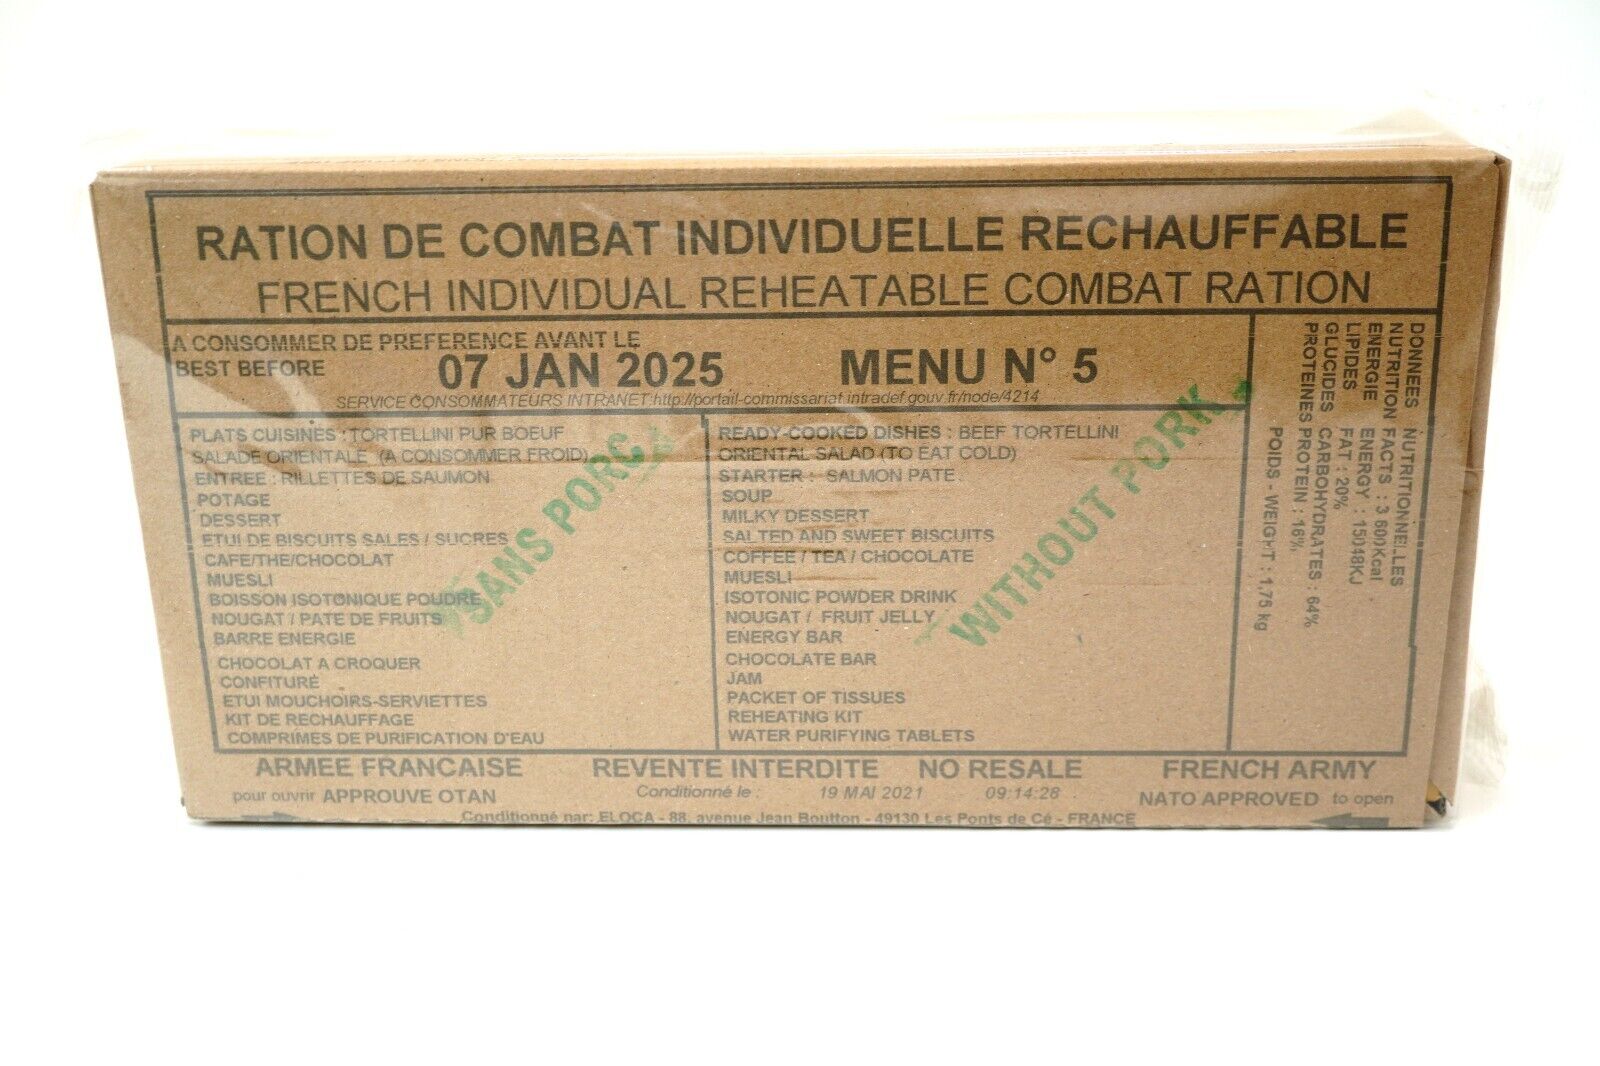 RATION DE COMBAT INDIVIDUELLE RECHAUFFABLE
FRENCH INDIVIDUAL REHEATABLE COMBAT RATION
A CONSOMMER DE PREFERENCE AVANT LE
BEST BEFORE
07 JAN 2025
MENU N° 5
SERVICE CONSOMMATEURS INTRANET:http://portail-commissariat.intradef.gouv.fr/node/4214
PLATS CUISINES : TORTELLINI PUR BOEUF
SALADE ORIENTALE (A CONSOMMER FROID)
ENTREE : RILLETTES DE SAUMON
POTAGE
DESSERT
ETUI DE BISCUITS SALES / SUCRES
CAFE/THE/CHOCOLAT
MUESLI
BOISSON ISOTONIQUE POUDRE
NOUGAT / PATE DE FRUITS
BARRE ENERGIE
CHOCOLAT A CROQUER
CONFITURE
ETUI MOUCHOIRS-SERVIETTES
KIT DE RECHAUFFAGE
COMPRIMES DE PURIFICATION D'EAU
SANS PORC
READY-COOKED DISHES : BEEF TORTELLINI
ORIENTAL SALAD (TO EAT COLD)
STARTER : SALMON PATE
SOUP
MILKY DESSERT
SALTED AND SWEET BISCUITS
COFFEE / TEA / CHOCOLATE
MUESLI
ISOTONIC POWDER DRINK
NOUGAT / FRUIT JELLY
ENERGY BAR
CHOCOLATE BAR
JAM
PACKET OF TISSUES
REHEATING KIT
WATER PURIFYING TABLETS
WITHOUT PORK
DONNEES NUTRITIONNELLES
NUTRITION FACTS : 3 600Kcal
ENERGIE ENERGY : 15048KJ
LIPIDES FAT : 20%
GLUCIDES CARBOHYDRATES : 64%
PROTEINES PROTEIN : 16%
POIDS - WEIGHT : 1,75 kg
ARMEE FRANCAISE REVENTE INTERDITE NO RESALE FRENCH ARMY
pour ouvrir APPROUVE OTAN Conditionné le : 19 MAI 2021 09:14:28 NATO APPROVED to open
Conditionné par: ELOCA - 88, avenue Jean Boutton - 49130 Les Ponts de Cé - FRANCE